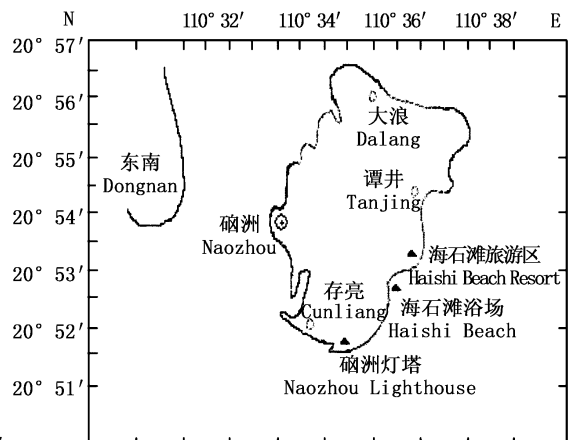 N
110° 32′
110° 34′
110° 36′
110° 38′
E
20° 57′
20° 56′
20° 55′
20° 54′
20° 53′
20° 52′
20° 51′
大浪
Dalang
东南
Dongnan
谭井
Tanjing
硇洲
Naozhou
海石滩旅游区
Haishi Beach Resort
存亮
Cunliang
海石滩浴场
Haishi Beach
硇洲灯塔
Naozhou Lighthouse